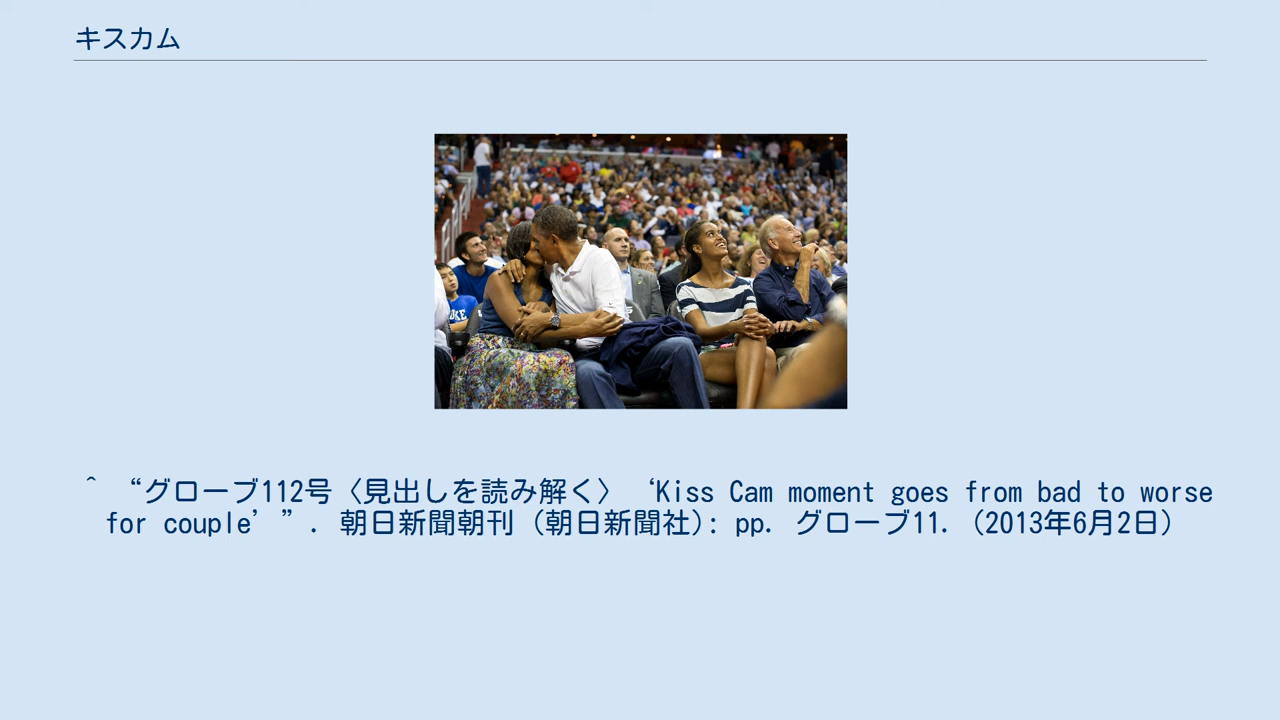 キスカム
UKE
^ “グローブ112号〈見出しを読み解く〉‘Kiss Cam moment goes from bad to worse
for couple’”. 朝日新聞朝刊 (朝日新聞社): pp. グローブ11. (2013年6月2日)